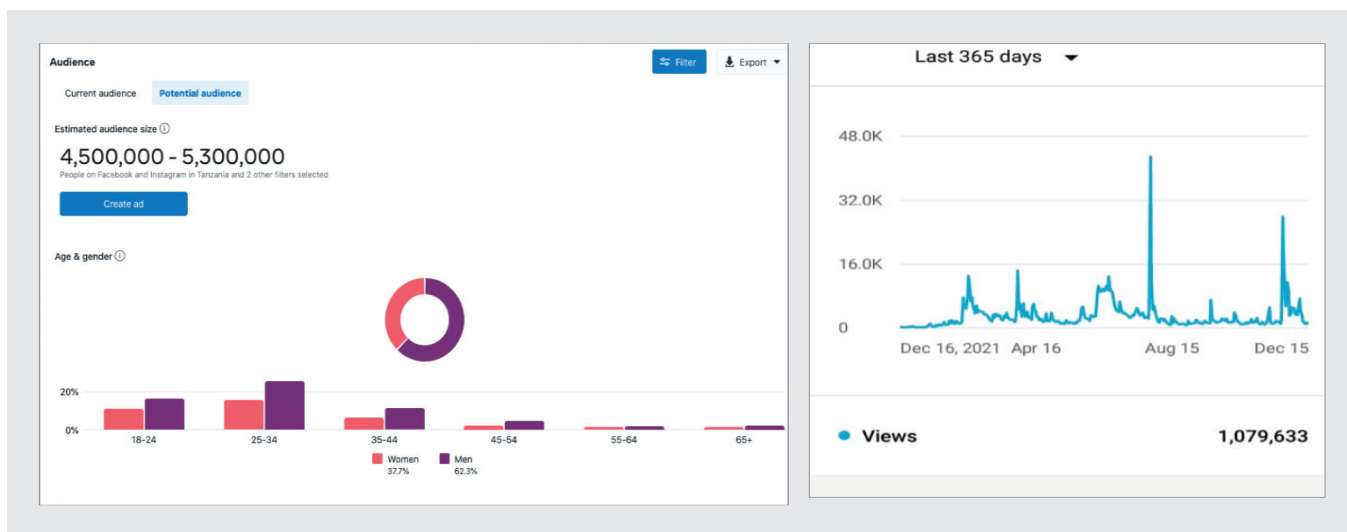 Audience
Filter
Export
Current audience Potential audience
Estimated audience size
4,500,000 - 5,300,000
People on Facebook and Instagram in Tanzania and 2 other filters selected
Create ad
Age & gender
20%
0%
18-24 25-34 35-44 45-54 55-64 65+
Women Men
37.7% 62.3%
Last 365 days
48.0K
32.0K
16.0K
0
Dec 16, 2021 Apr 16 Aug 15 Dec 15
Views 1,079,633